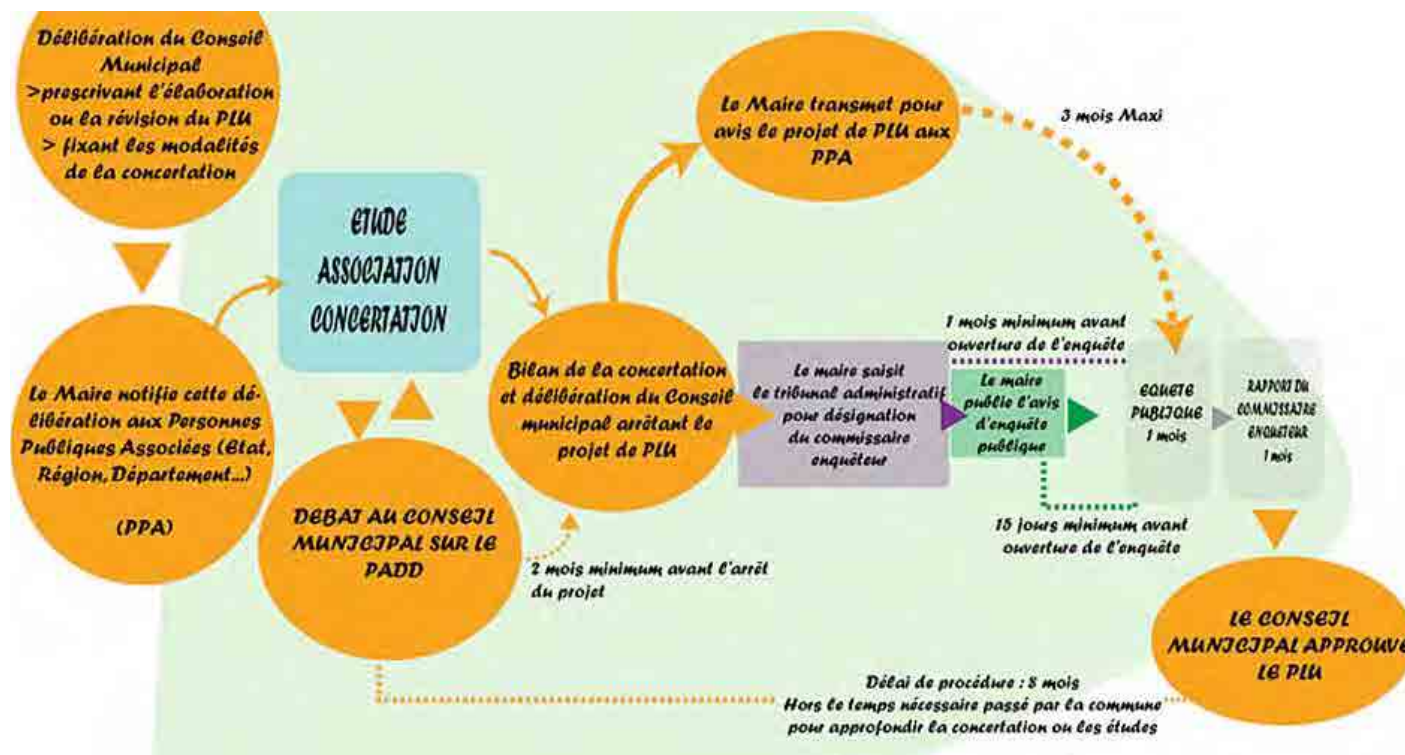 Délibération du Conseil
Municipal
>prescrivant l'élaboration
ou la révision du PLU
> fixant les modalités
de la concertation
Le Maire notifie cette dé-
libération aux Personnes
Publiques Associées (Etat,
Région, Département...)
(PPA)
ETUDE
ASSOCIATION
CONCERTATION
DEBAT AU CONSEIL
MUNICIPAL SUR LE
PADD
2 mois minimum avant l'arrêt
du projet
Bilan de la concertation
et délibération du Conseil
municipal arrêtant le
projet de PLU
Le Maire transmet pour
avis le projet de PLU aux
PPA
3 mois Maxi
Le maire saisit
le tribunal administratif
pour désignation
du commissaire
enquêteur
1 mois minimum avant
ouverture de l'enquête
Le maire
publie l'avis
d'enquête
publique
15 jours minimum avant
ouverture de l'enquête
EQUETE
PUBLIQUE
1 mois
RAPPORT DU
COMMISSAIRE
ENQUETEUR
1 mois
LE CONSEIL
MUNICIPAL APPROUVE
LE PLU
Délai de procédure : 8 mois
Hors le temps nécessaire passé par la commune
pour approfondir la concertation ou les études